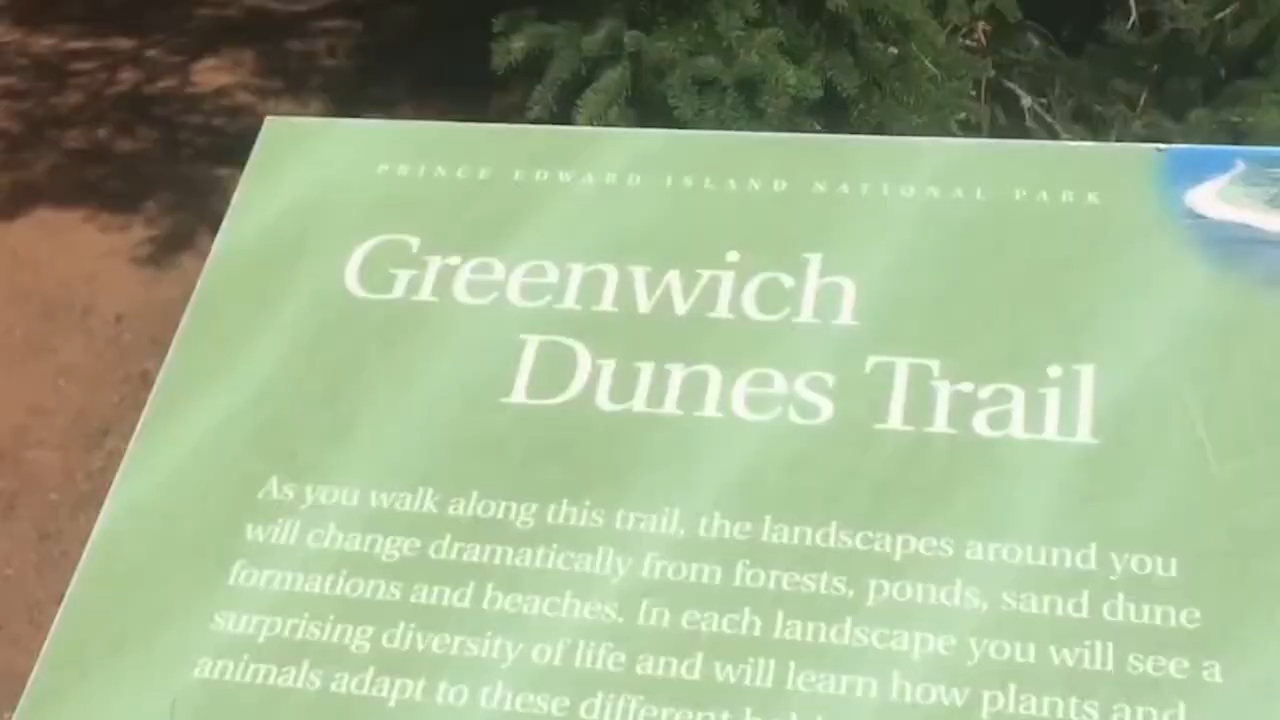 PRINCE EDWARD ISLAND NATIONAL PARK
Greenwich
Dunes Trail
As you walk along this trail, the landscapes around you
will change dramatically from forests, ponds, sand dune
formations and beaches. In each landscape you will see a
surprising diversity of life and will learn how plants and
animals adapt to these different